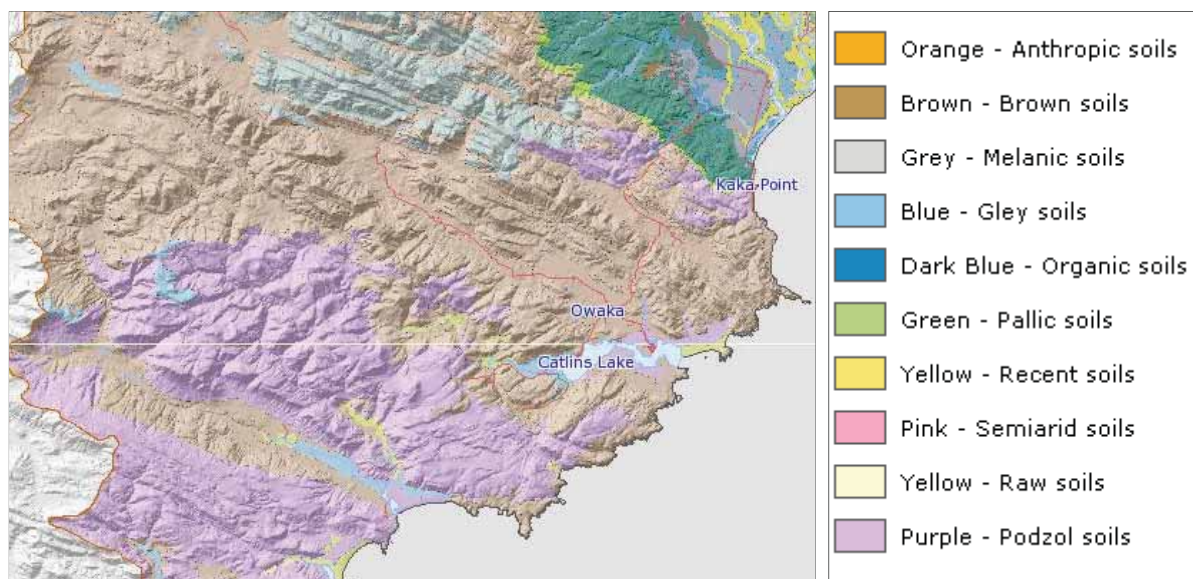 Kaka Point
Owaka
Catlins Lake
Orange - Anthropic soils
Brown - Brown soils
Grey - Melanic soils
Blue - Gley soils
Dark Blue - Organic soils
Green - Pallic soils
Yellow - Recent soils
Pink - Semiarid soils
Yellow - Raw soils
Purple - Podzol soils